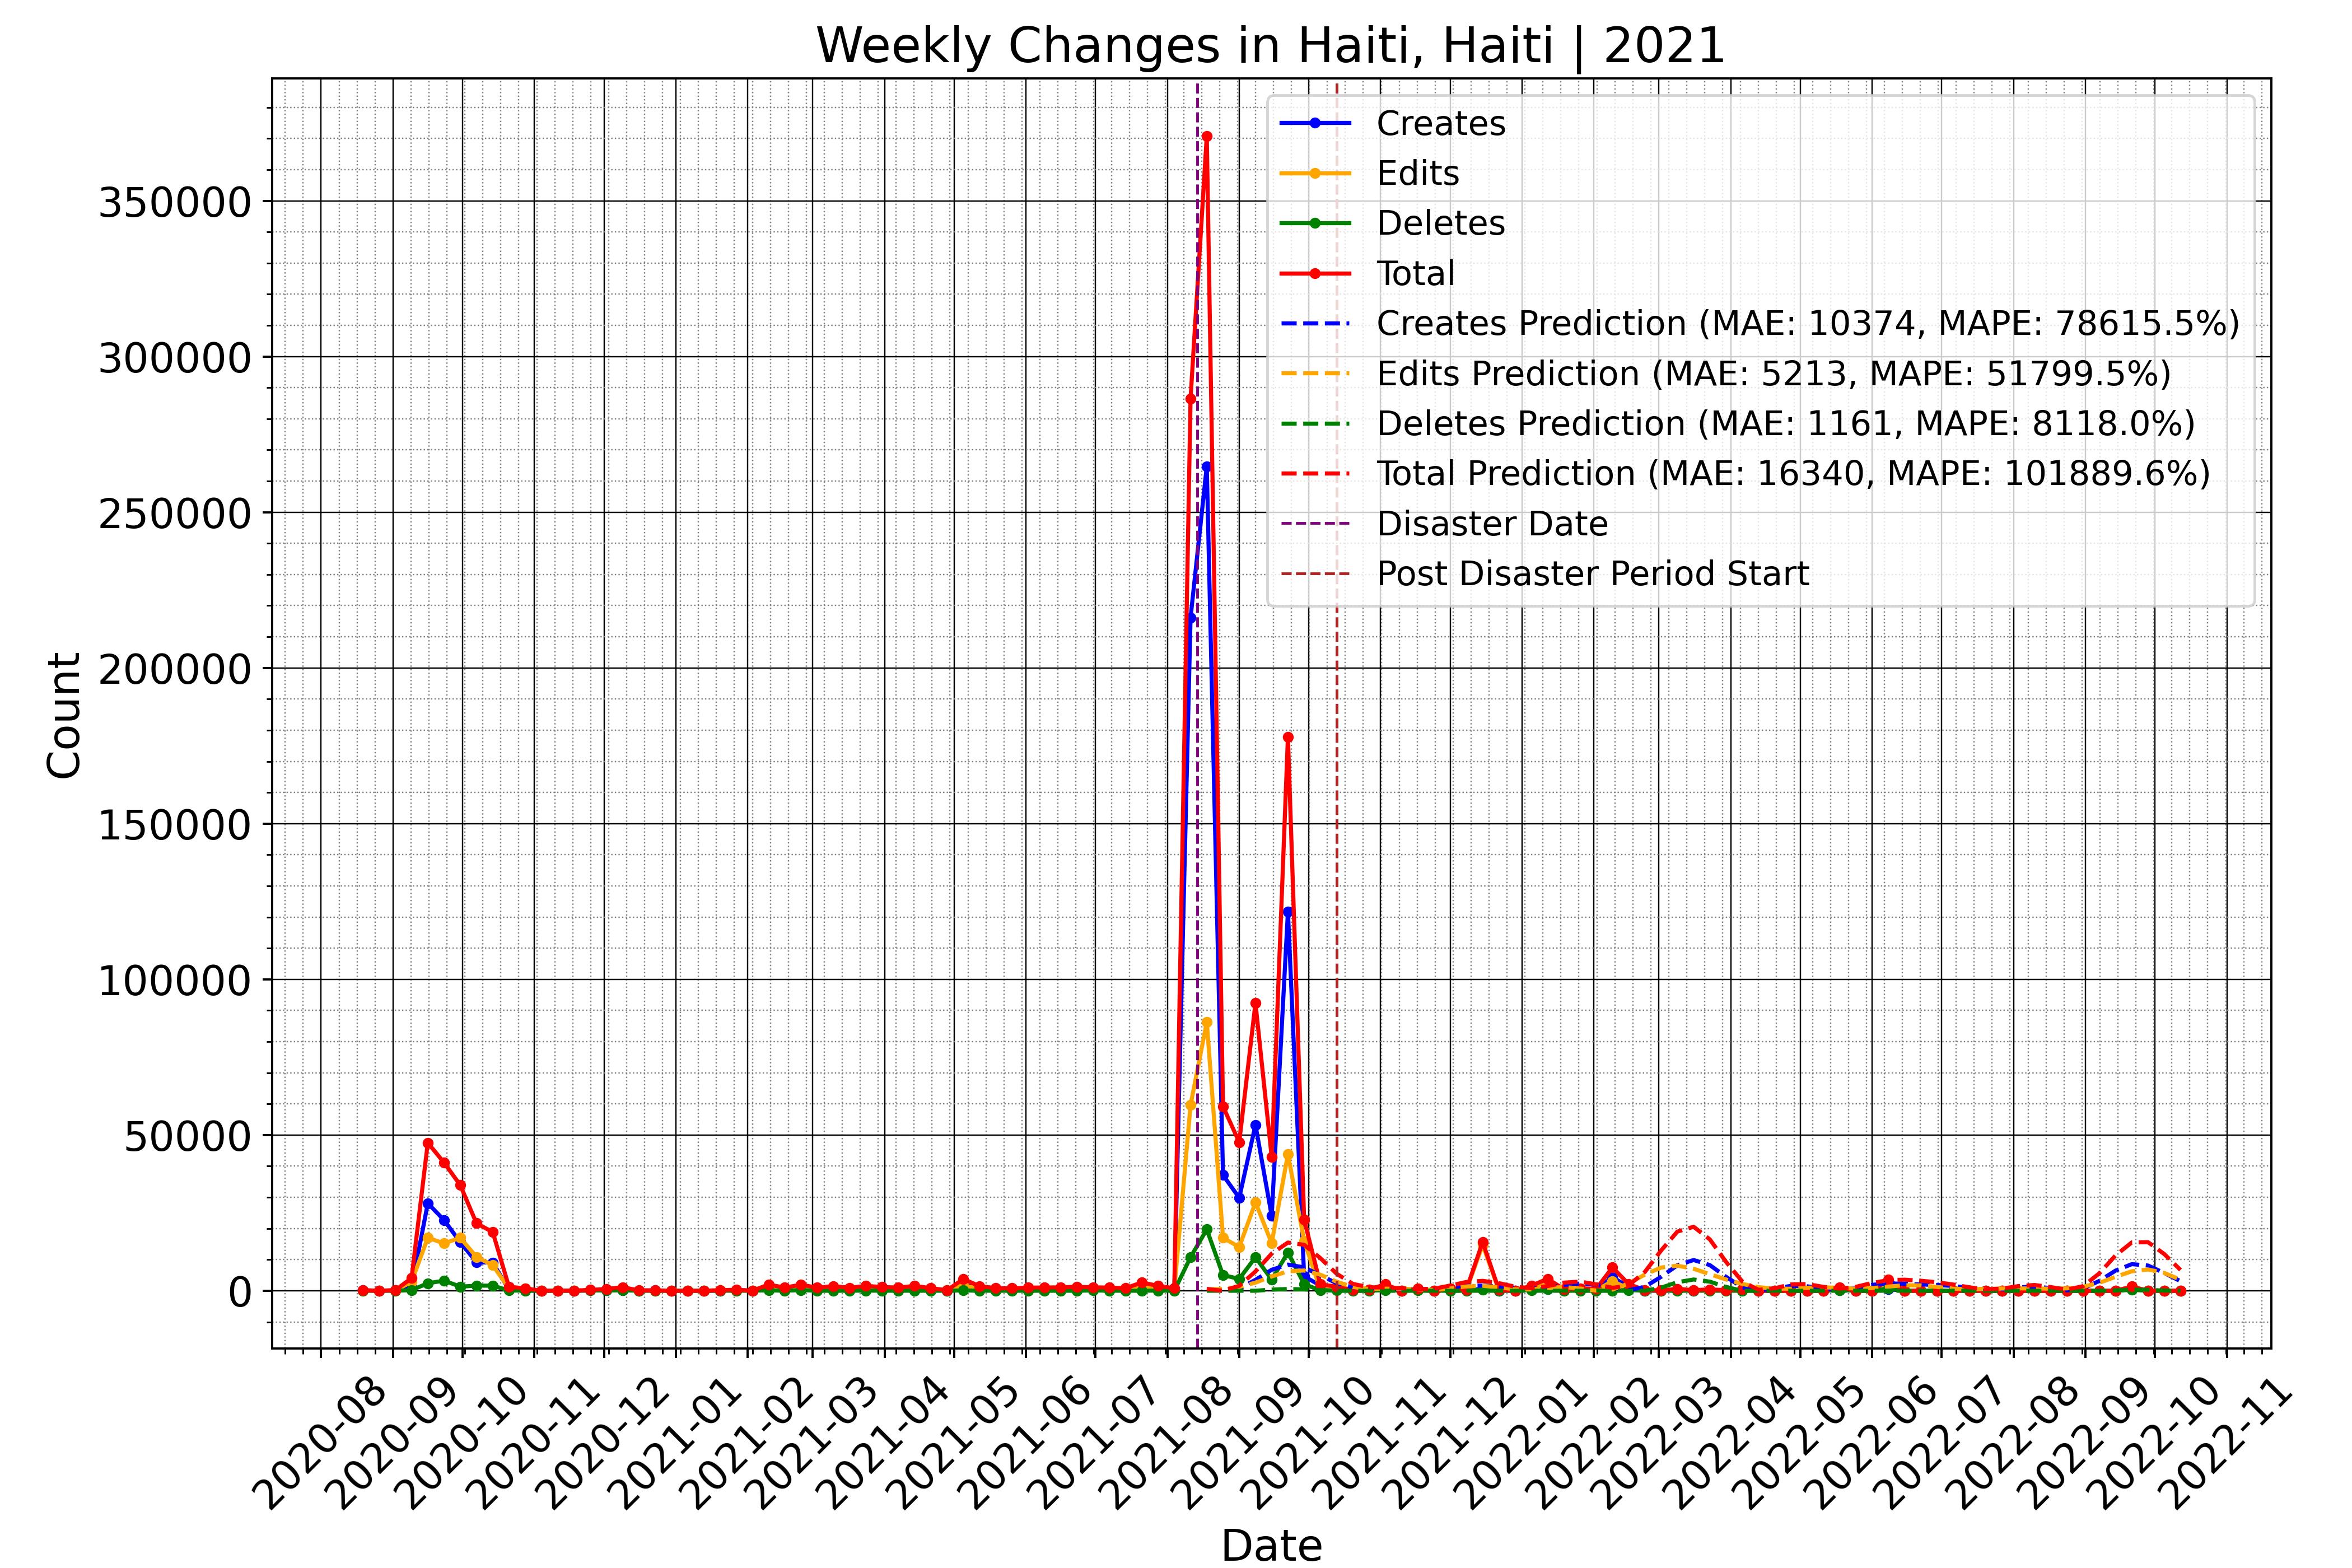 Weekly Changes in Haiti, Haiti | 2021
Creates
Edits
Deletes
Total
Creates Prediction (MAE: 10374, MAPE: 78615.5%)
Edits Prediction (MAE: 5213, MAPE: 51799.5%)
Deletes Prediction (MAE: 1161, MAPE: 8118.0%)
Total Prediction (MAE: 16340, MAPE: 101889.6%)
Disaster Date
Post Disaster Period Start
Count
350000
300000
250000
200000
150000
100000
50000
0
2020-08
2020-09
2020-10
2020-11
2020-12
2021-01
2021-02
2021-03
2021-04
2021-05
2021-06
2021-07
2021-08
2021-09
2021-10
2021-11
2021-12
2022-01
2022-02
2022-03
2022-04
2022-05
2022-06
2022-07
2022-08
2022-09
2022-10
2022-11
Date